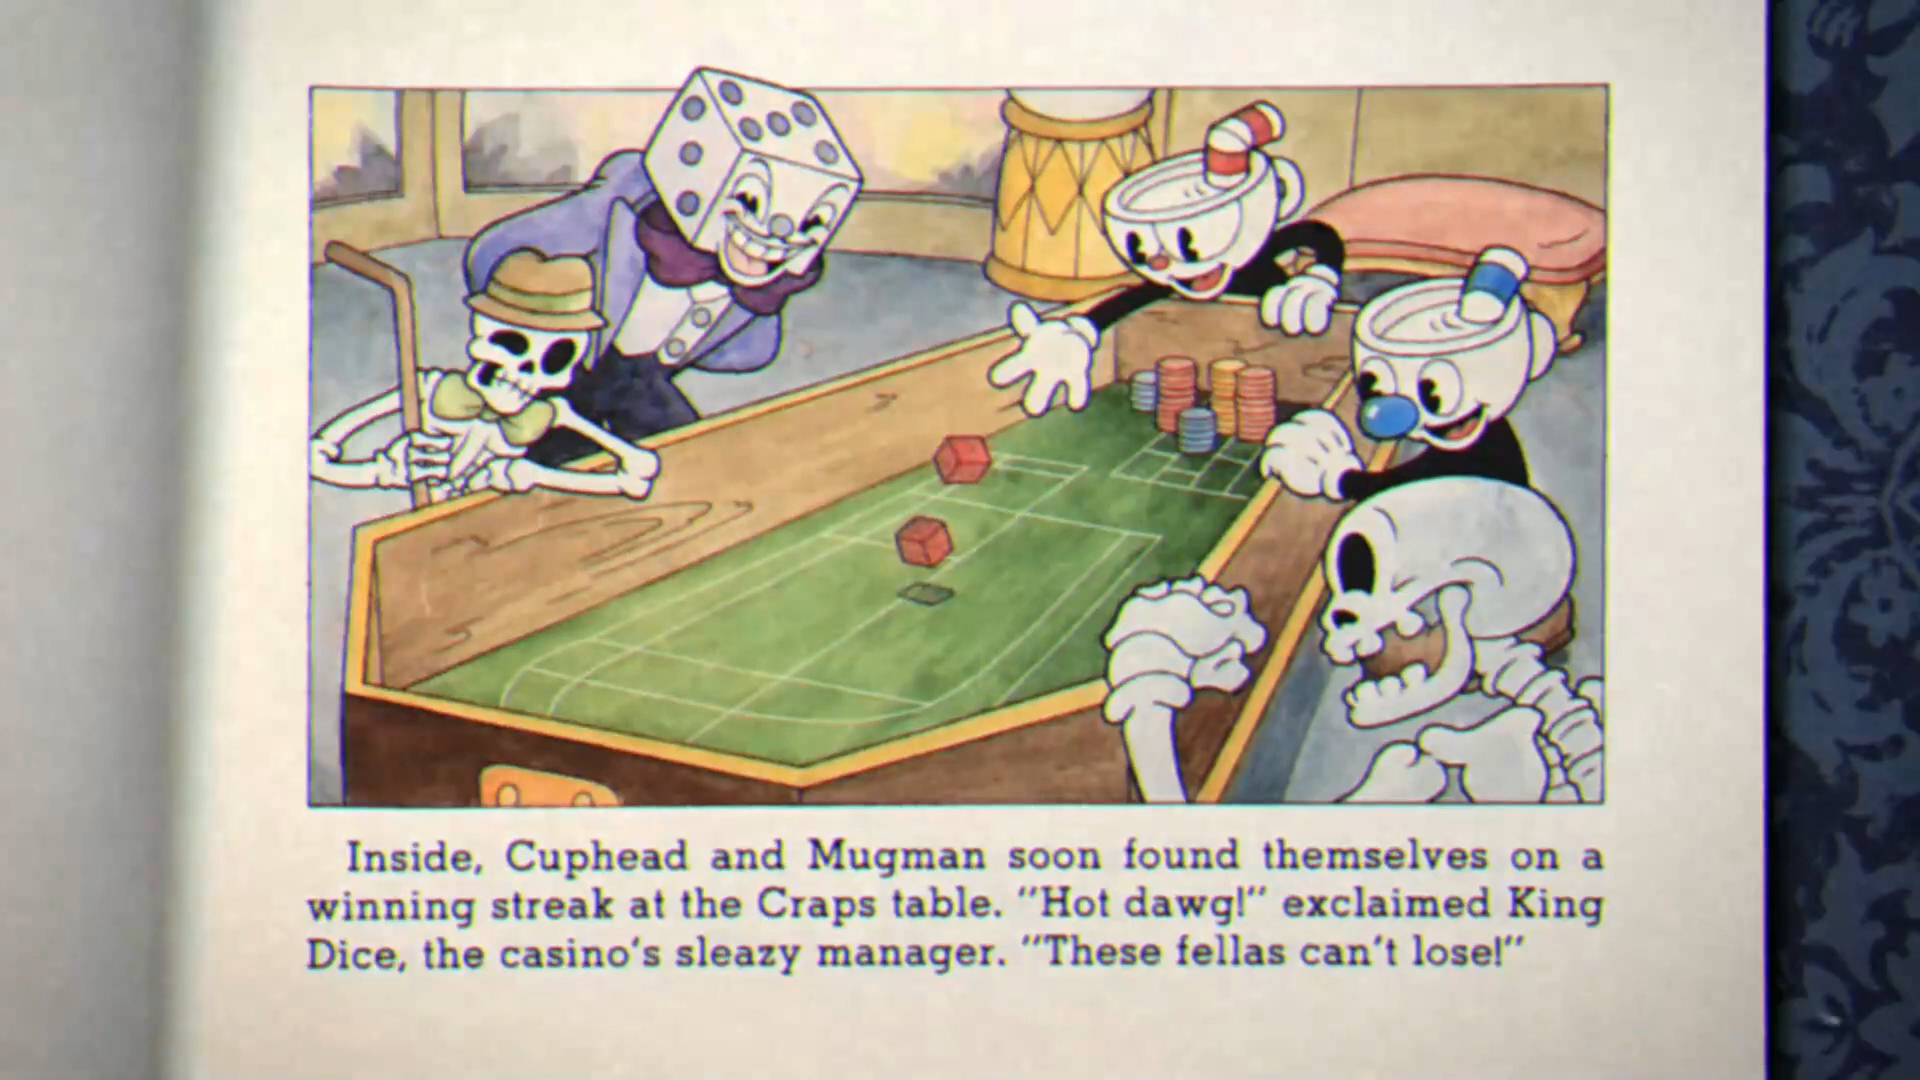 Inside, Cuphead and Mugman soon found themselves on a
winning streak at the Craps table. "Hot dawg!" exclaimed King
Dice, the casino's sleazy manager. "These fellas can't lose!"